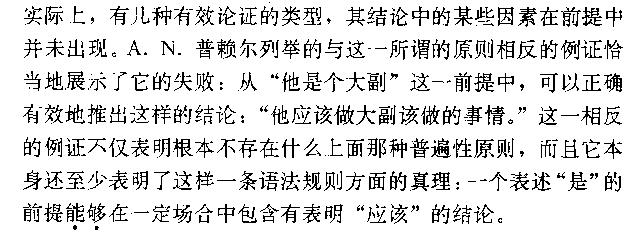 实际上，有几种有效论证的类型，其结论中的某些因素在前提中
并未出现。A．N．普赖尔列举的与这一所谓的原则相反的例证恰
当地展示了它的失败：从“他是个大副”这一前提中，可以正确
有效地推出这样的结论：“他应该做大副该做的事情。”这一相反
的例证不仅表明根本不存在什么上面那种普遍性原则，而且它本
身还至少表明了这样一条语法规则方面的真理：一个表述“是”的
前提能够在一定场合中包含有表明“应该”的结论。